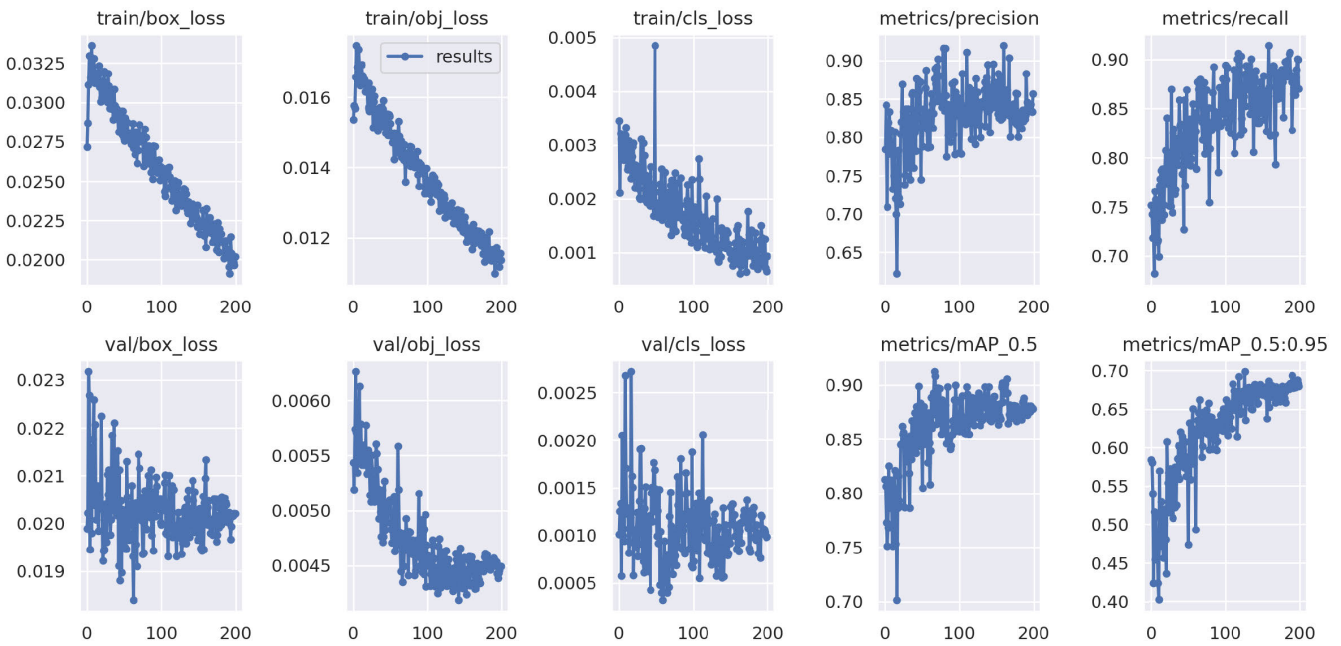 train/box_loss
train/obj_loss
train/cls_loss
metrics/precision
metrics/recall
0.0325
0.0300
0.0275
0.0250
0.0225
0.0200
0 100 200
results
0.016
0.014
0.012
0 100 200
0.005
0.004
0.003
0.002
0.001
0 100 200
0.90
0.85
0.80
0.75
0.70
0.65
0 100 200
0.90
0.85
0.80
0.75
0.70
0 100 200
val/box_loss
val/obj_loss
val/cls_loss
metrics/mAP_0.5
metrics/mAP_0.5:0.95
0.023
0.022
0.021
0.020
0.019
0 100 200
0.0060
0.0055
0.0050
0.0045
0 100 200
0.0025
0.0020
0.0015
0.0010
0.0005
0 100 200
0.90
0.85
0.80
0.75
0.70
0 100 200
0.70
0.65
0.60
0.55
0.50
0.45
0.40
0 100 200